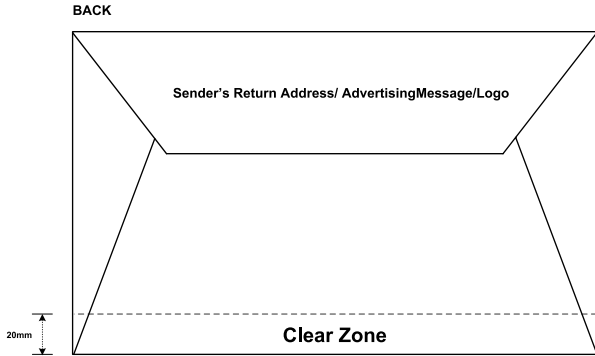 BACK
Sender's Return Address/ AdvertisingMessage/Logo
20mm
Clear Zone